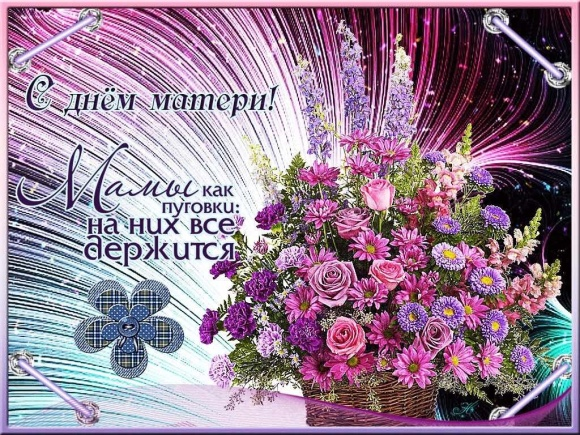 С днём матери!
Мамы как
пуговки:
на них все
держится